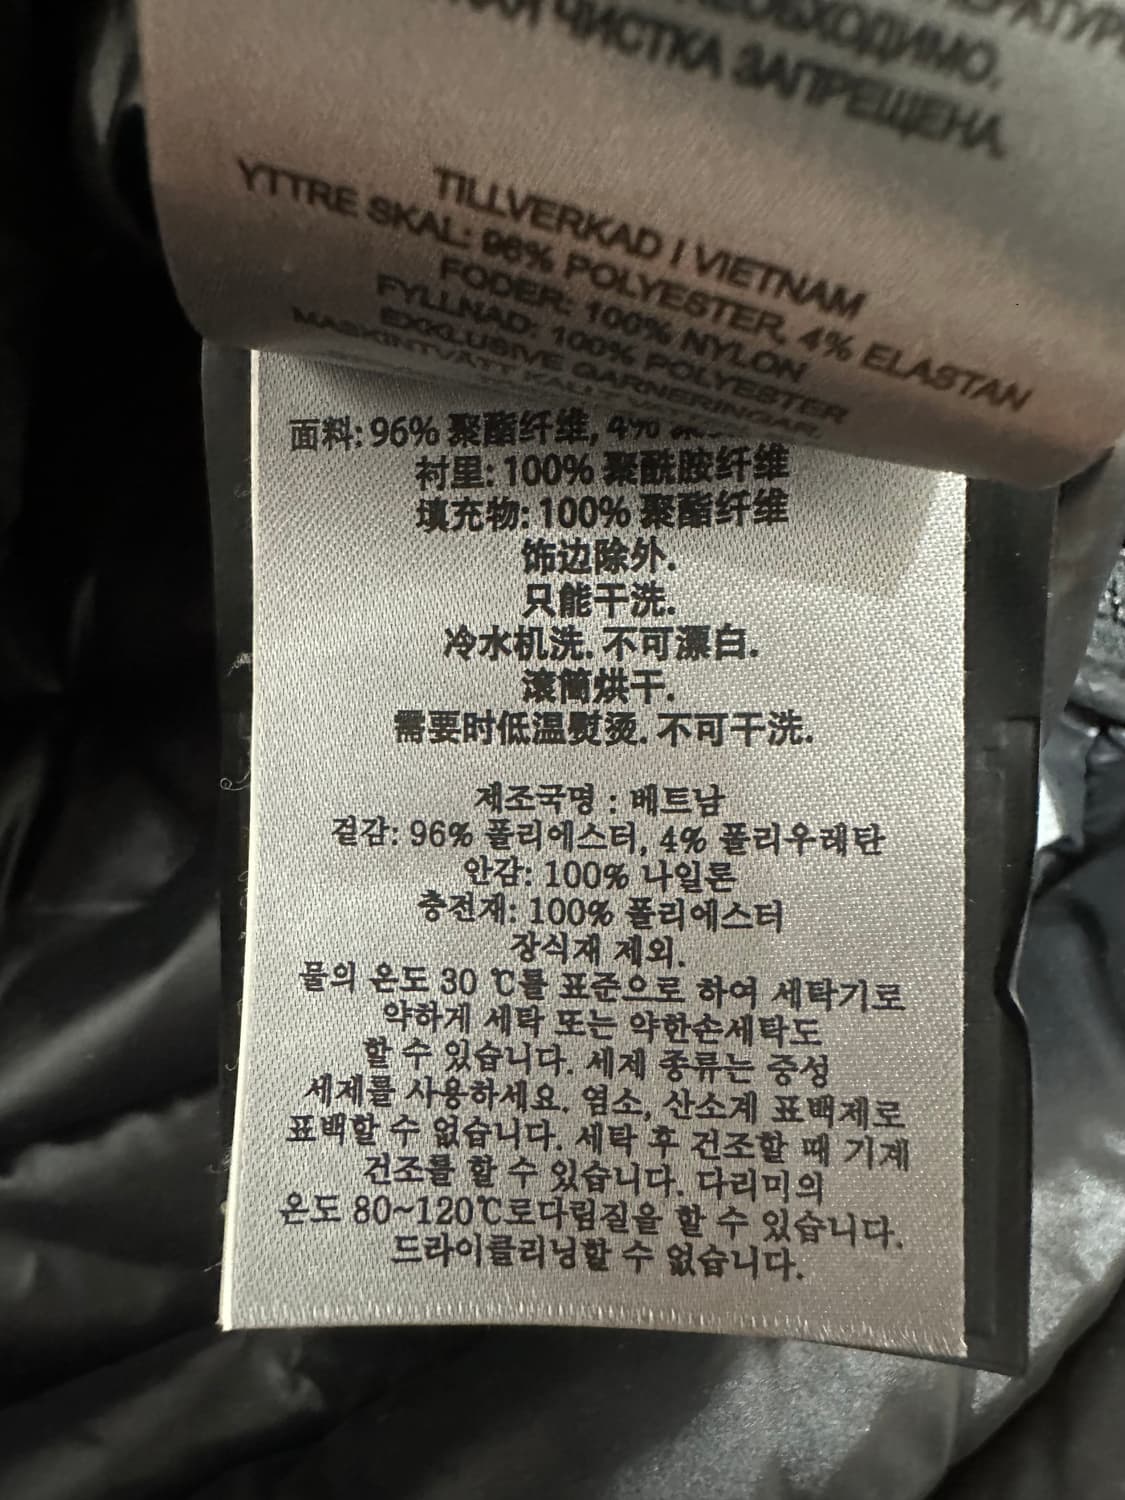 НЕОБХОДИМО.
ЧИСТКА ЗАПРЕЩЕНА.
TILLVERKAD I VIETNAM
YTTRE SKAL: 96% POLYESTER, 4% ELASTAN
FODER: 100% NYLON
FYLLNAD: 100% POLYESTER
EXKLUSIVE GARNERINGAR.
MASKINTVÄTT KALLT
面料: 96% 聚酯纤维, 4%
衬里: 100% 聚酰胺纤维
填充物: 100% 聚酯纤维
饰边除外.
只能干洗.
冷水机洗. 不可漂白.
滚筒烘干.
需要时低温熨烫. 不可干洗.
제조국명 : 베트남
겉감: 96% 폴리에스터, 4% 폴리우레탄
안감: 100% 나일론
충전재: 100% 폴리에스터
장식재 제외.
물의 온도 30 ℃를 표준으로 하여 세탁기로
약하게 세탁 또는 약한손세탁도
할 수 있습니다. 세제 종류는 중성
세제를 사용하세요. 염소, 산소계 표백제로
표백할 수 없습니다. 세탁 후 건조할 때 기계
건조를 할 수 있습니다. 다리미의
온도 80~120℃로다림질을 할 수 있습니다.
드라이클리닝할 수 없습니다.